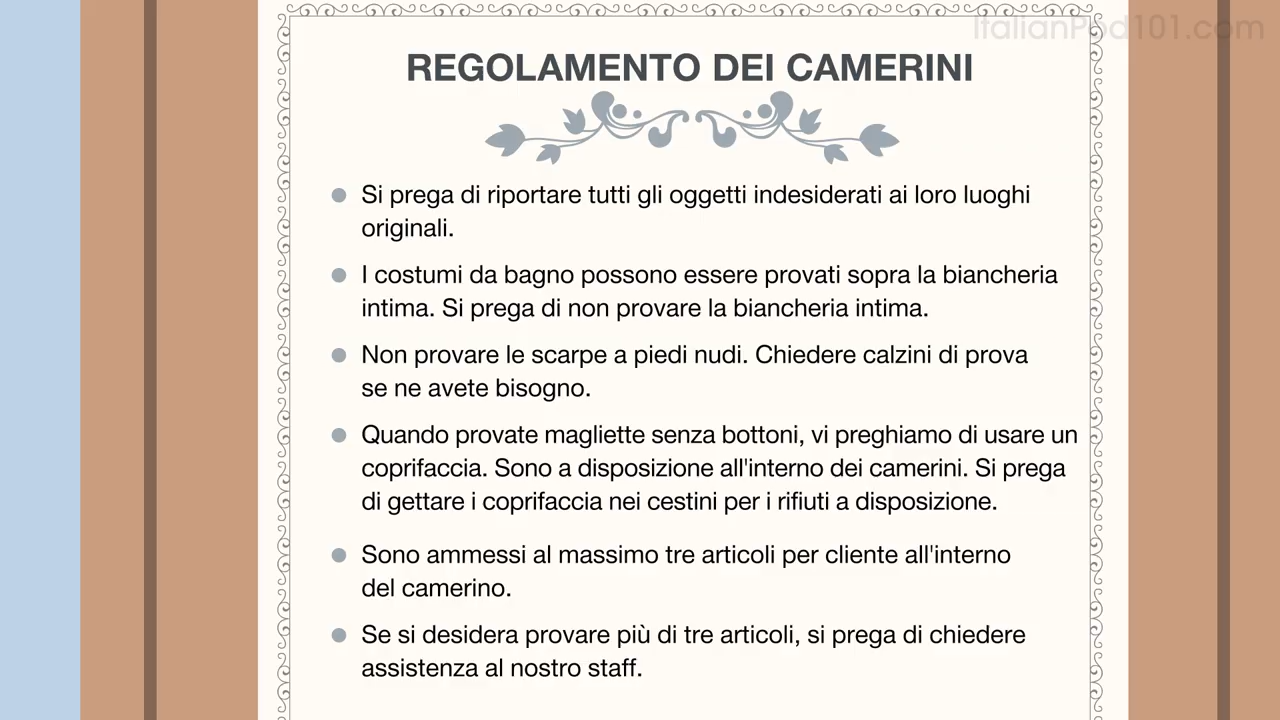 ItalianPod101.com
REGOLAMENTO DEI CAMERINI
Si prega di riportare tutti gli oggetti indesiderati ai loro luoghi
originali.
I costumi da bagno possono essere provati sopra la biancheria
intima. Si prega di non provare la biancheria intima.
Non provare le scarpe a piedi nudi. Chiedere calzini di prova
se ne avete bisogno.
Quando provate magliette senza bottoni, vi preghiamo di usare un
coprifaccia. Sono a disposizione all'interno dei camerini. Si prega
di gettare i coprifaccia nei cestini per i rifiuti a disposizione.
Sono ammessi al massimo tre articoli per cliente all'interno
del camerino.
Se si desidera provare più di tre articoli, si prega di chiedere
assistenza al nostro staff.